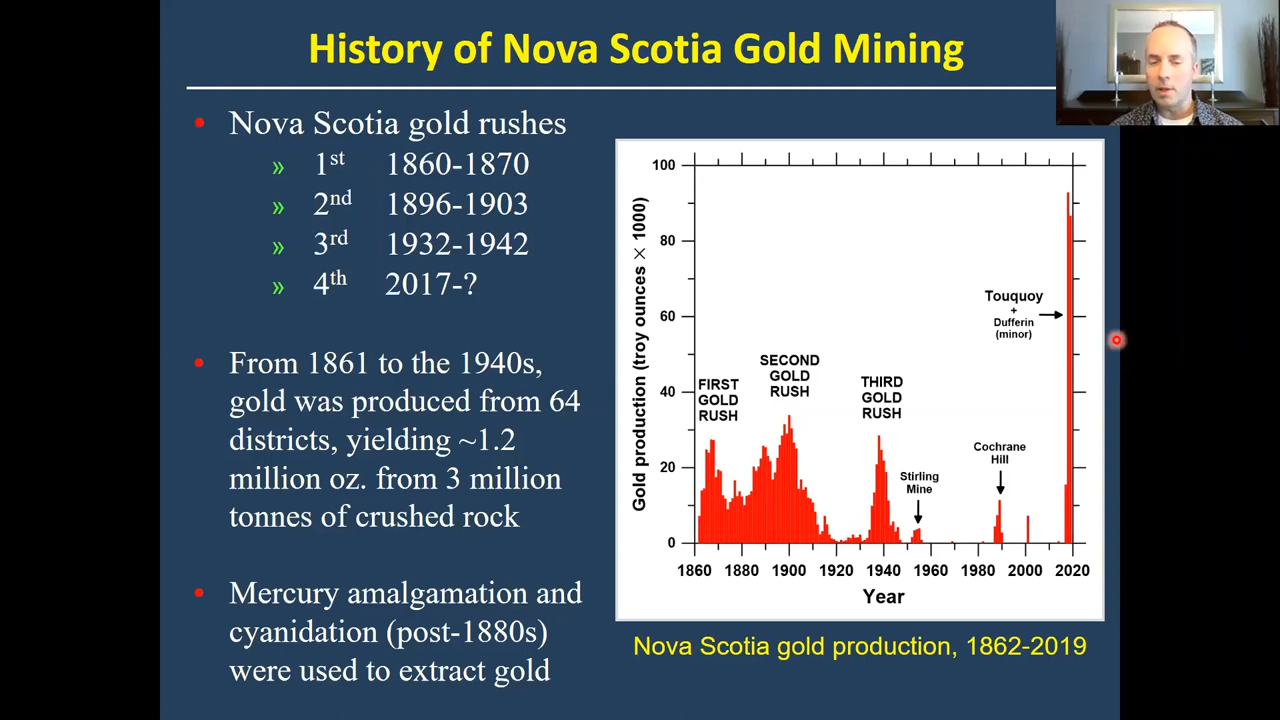 History of Nova Scotia Gold Mining
• Nova Scotia gold rushes
» 1st 1860-1870
» 2nd 1896-1903
» 3rd 1932-1942
» 4th 2017-?
• From 1861 to the 1940s,
gold was produced from 64
districts, yielding ~1.2
million oz. from 3 million
tonnes of crushed rock
• Mercury amalgamation and
cyanidation (post-1880s)
were used to extract gold
Gold production (troy ounces × 1000)
100
80
60
40
20
0
FIRST
GOLD
RUSH
SECOND
GOLD
RUSH
THIRD
GOLD
RUSH
Stirling
Mine
Cochrane
Hill
Touquoy
+
Dufferin
(minor)
1860 1880 1900 1920 1940 1960 1980 2000 2020
Year
Nova Scotia gold production, 1862-2019